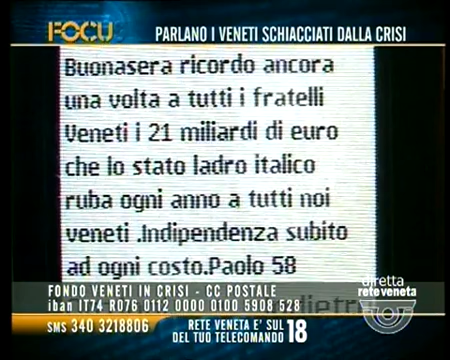 FOCU
PARLANO I VENETI SCHIACCIATI DALLA CRISI
Buonasera ricordo ancora
una volta a tutti i fratelli
Veneti i 21 miliardi di euro
che lo stato ladro italico
ruba ogni anno a tutti noi
veneti .Indipendenza subito
ad ogni costo.Paolo 58
diretta
reteveneta
FONDO VENETI IN CRISI - CC POSTALE
iban IT74 R076 0112 0000 0100 5908 528
SMS 340 3218806
RETE VENETA E' SUL
DEL TUO TELECOMANDO 18